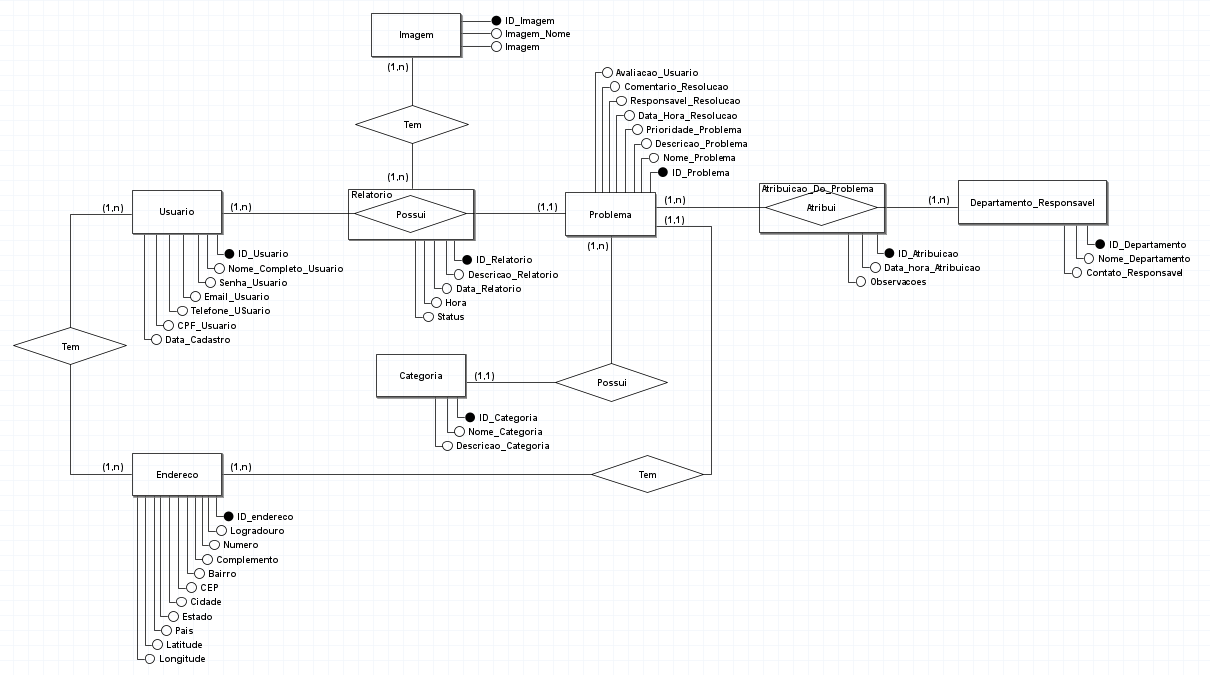 Imagem
ID_Imagem
Imagem_Nome
Imagem
(1,n)
Tem
(1,n)
Avaliacao_Usuario
Comentario_Resolucao
Responsavel_Resolucao
Data_Hora_Resolucao
Prioridade_Problema
Descricao_Problema
Nome_Problema
ID_Problema
(1,n)
Usuario
(1,n)
Relatorio
Possui
(1,1)
Problema
(1,n)
(1,1)
(1,n)
Atribuicao_Do_Problema
Atribui
(1,n)
Departamento_Responsavel
ID_Usuario
Nome_Completo_Usuario
Senha_Usuario
Email_Usuario
Telefone_USuario
CPF_Usuario
Data_Cadastro
ID_Relatorio
Descricao_Relatorio
Data_Relatorio
Hora
Status
ID_Atribuicao
Data_hora_Atribuicao
Observacoes
ID_Departamento
Nome_Departamento
Contato_Responsavel
Tem
Categoria
(1,1)
Possui
ID_Categoria
Nome_Categoria
Descricao_Categoria
(1,n)
Endereco
(1,n)
Tem
ID_endereco
Logradouro
Numero
Complemento
Bairro
CEP
Cidade
Estado
Pais
Latitude
Longitude